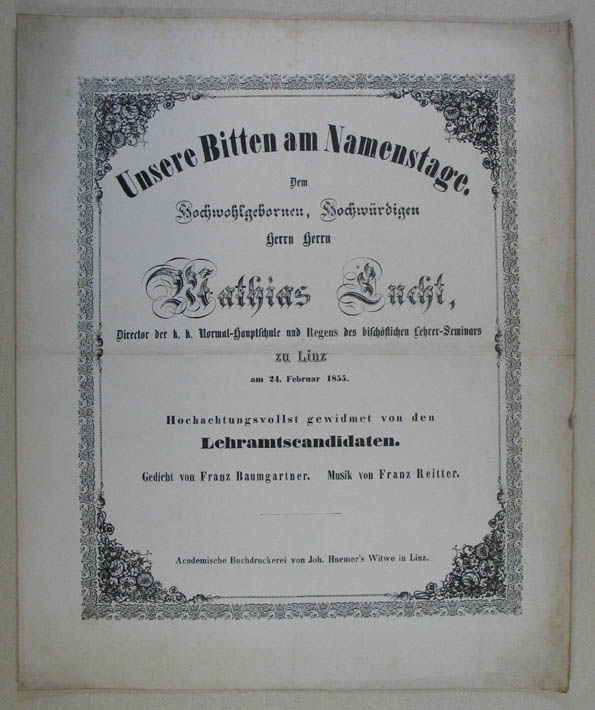 Unsere Bitten am Namenstage.
Dem
Hochwohlgebornen, Hochwürdigen
Herrn Herrn
Mathias Lucht,
Director der k. k. Normal-Hauptschule und Regens des bischöflichen Lehrer-Seminars
zu Linz
am 24. Februar 1855.
Hochachtungsvollst gewidmet von den
Lehramtscandidaten.
Gedicht von Franz Baumgartner. Musik von Franz Reitter.
Academische Buchdruckerei von Joh. Huemer's Witwe in Linz.